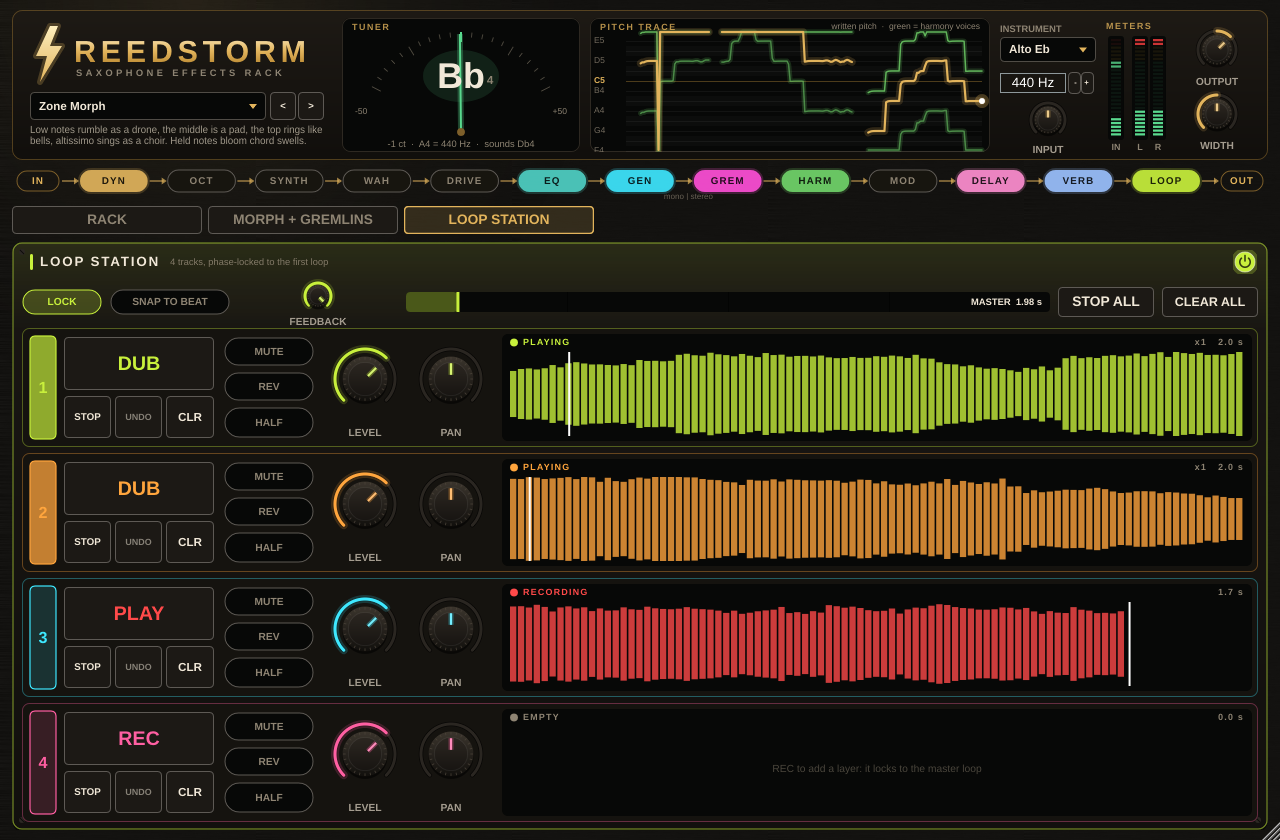 REEDSTORM
SAXOPHONE EFFECTS RACK
Zone Morph
<
>
Low notes rumble as a drone, the middle is a pad, the top rings like
bells, altissimo sings as a choir. Held notes bloom chord swells.
TUNER
Bb4
-50
+50
-1 ct · A4 = 440 Hz · sounds Db4
PITCH TRACE
written pitch · green = harmony voices
E5
D5
C5
B4
A4
G4
F4
INSTRUMENT
Alto Eb
440 Hz
-
+
INPUT
METERS
IN
L
R
OUTPUT
WIDTH
IN
DYN
OCT
SYNTH
WAH
DRIVE
EQ
GEN
GREM
HARM
MOD
DELAY
VERB
LOOP
OUT
mono | stereo
RACK
MORPH + GREMLINS
LOOP STATION
LOOP STATION
4 tracks, phase-locked to the first loop
LOCK
SNAP TO BEAT
FEEDBACK
MASTER 1.98 s
STOP ALL
CLEAR ALL
1
DUB
STOP
UNDO
CLR
MUTE
REV
HALF
LEVEL
PAN
PLAYING
x1 2.0 s
2
DUB
STOP
UNDO
CLR
MUTE
REV
HALF
LEVEL
PAN
PLAYING
x1 2.0 s
3
PLAY
STOP
UNDO
CLR
MUTE
REV
HALF
LEVEL
PAN
RECORDING
1.7 s
4
REC
STOP
UNDO
CLR
MUTE
REV
HALF
LEVEL
PAN
EMPTY
0.0 s
REC to add a layer: it locks to the master loop